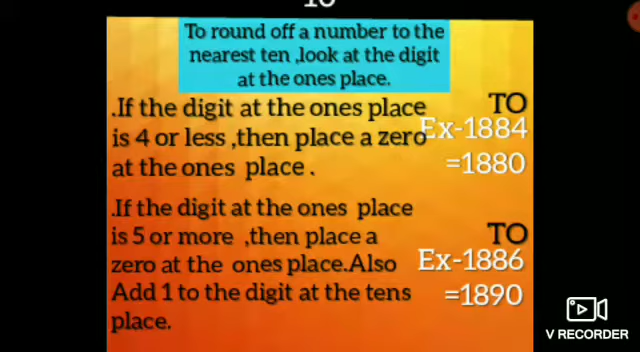 10
To round off a number to the
nearest ten ,look at the digit
at the ones place.
.If the digit at the ones place
is 4 or less ,then place a zero
at the ones place .
TO
Ex-1884
=1880
.If the digit at the ones place
is 5 or more ,then place a
zero at the ones place.Also
Add 1 to the digit at the tens
place.
TO
Ex-1886
=1890
V RECORDER